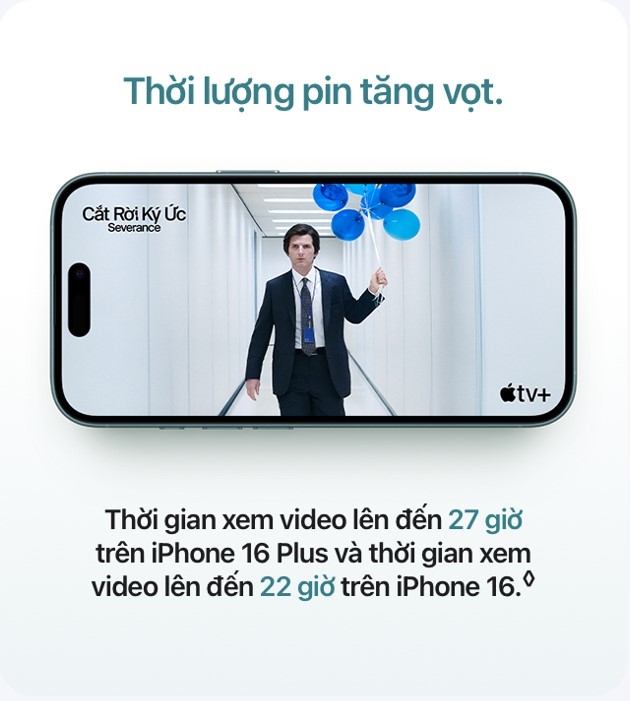 Thời lượng pin tăng vọt.
Cắt Rời Ký Ức
Severance
tv+
Thời gian xem video lên đến 27 giờ
trên iPhone 16 Plus và thời gian xem
video lên đến 22 giờ trên iPhone 16.◊